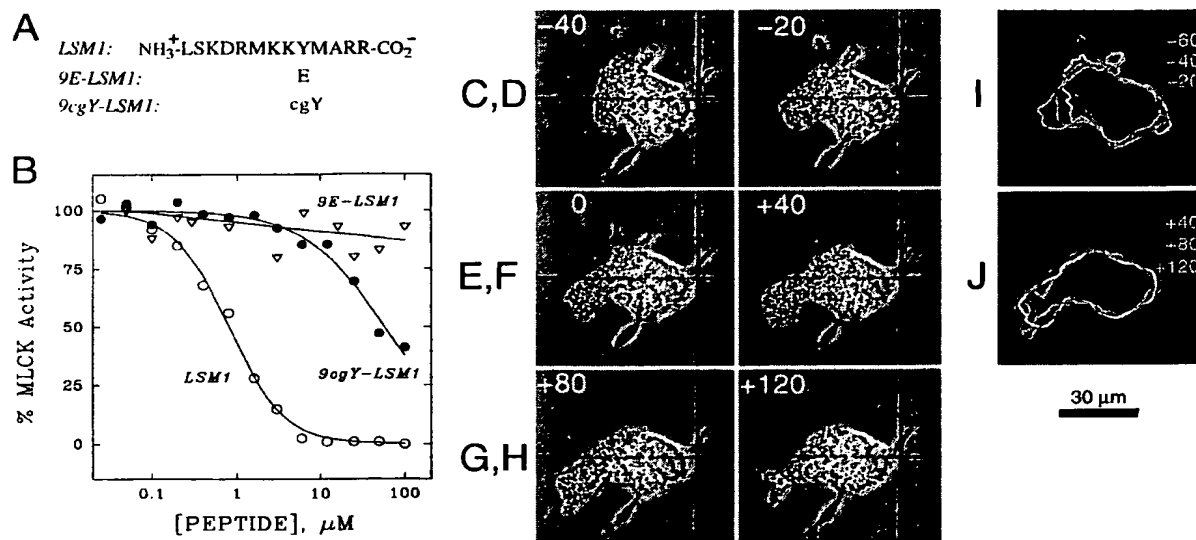 A
LSM1: NH₃⁺-LSKDRMKKYMARR-CO₂⁻
9E-LSM1: E
9cgY-LSM1: cgY
B
% MLCK Activity
100
75
50
25
0
9E-LSM1
LSM1
9cgY-LSM1
0.1 1 10 100
[PEPTIDE], μM
C,D
-40
-20
E,F
0
+40
G,H
+80
+120
I
-60
-40
-20
J
+40
+80
+120
30 μm